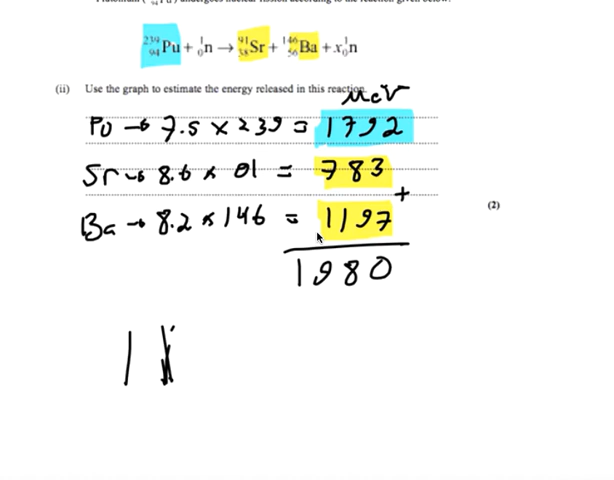 ²³⁹₉₄Pu + ¹₀n → ⁹¹₃₈Sr + ¹⁴⁶₅₆Ba + x¹₀n
(ii) Use the graph to estimate the energy released in this reaction.
MeV
Pu → 7.5 × 239 = 1792
Sr → 8.6 × 91 = 783
+
Ba → 8.2 × 146 = 1197
(2)
1980
1